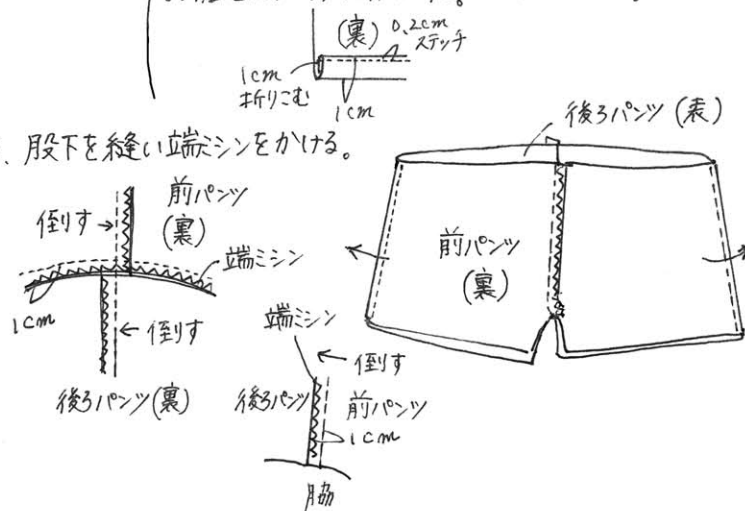 (裏)
0.2cm
ステッチ
1cm
折りこむ
1cm
股下を縫い端ミシンをかける。
後ろパンツ(表)
前パンツ
(裏)
倒す
端ミシン
1cm
倒す
後ろパンツ(裏)
前パンツ
(裏)
端ミシン
倒す
後ろパンツ
前パンツ
1cm
脇